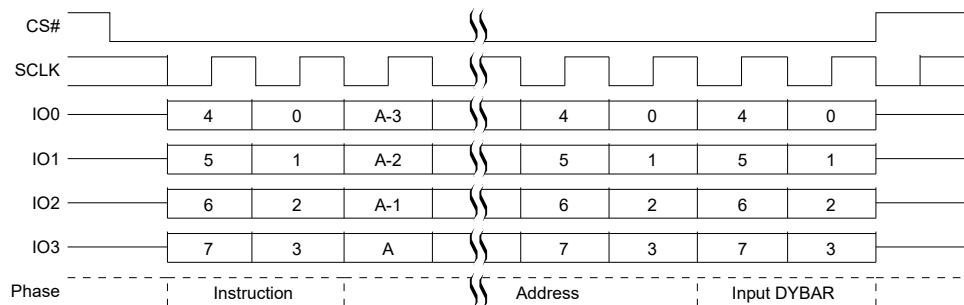 CS#
SCLK
IO0 4 0 A-3 4 0 4 0
IO1 5 1 A-2 5 1 5 1
IO2 6 2 A-1 6 2 6 2
IO3 7 3 A 7 3 7 3
Phase Instruction Address Input DYBAR